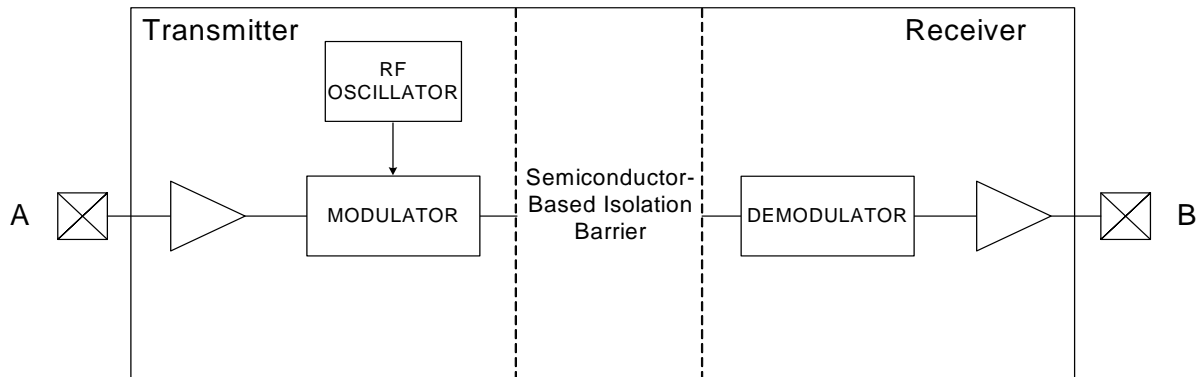 Transmitter
Receiver
RF
OSCILLATOR
A
MODULATOR
Semiconductor-
Based Isolation
Barrier
DEMODULATOR
B